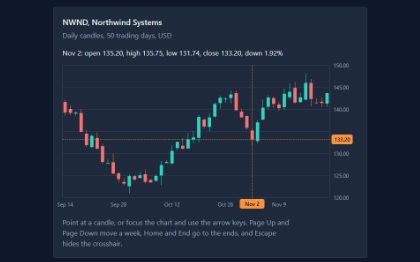 NWND, Northwind Systems
Daily candles, 50 trading days, USD
Nov 2: open 135.20, high 135.75, low 131.74, close 133.20, down 1.92%
150.00
145.00
140.00
133.20
130.00
125.00
120.00
Sep 14 Sep 28 Oct 12 Oct 28 Nov 2 Nov 9
Point at a candle, or focus the chart and use the arrow keys. Page Up and
Page Down move a week, Home and End go to the ends, and Escape
hides the crosshair.